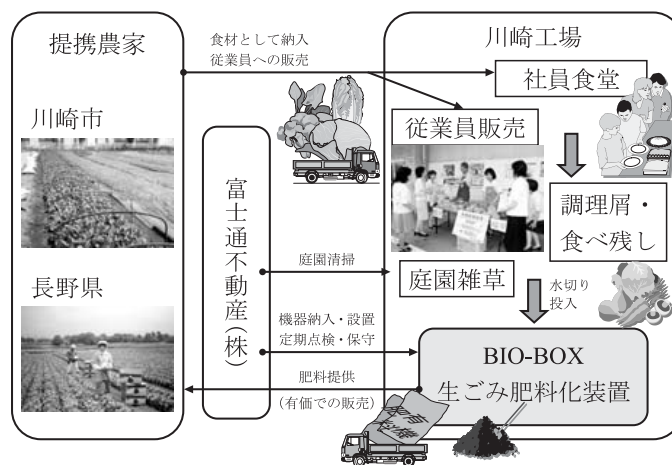 提携農家
川崎市
長野県
富士通不動産(株)
食材として納入
従業員への販売
庭園清掃
機器納入・設置
定期点検・保守
肥料提供
(有価での販売)
川崎工場
社員食堂
従業員販売
調理屑・
食べ残し
庭園雑草
水切り
投入
BIO-BOX
生ごみ肥料化装置